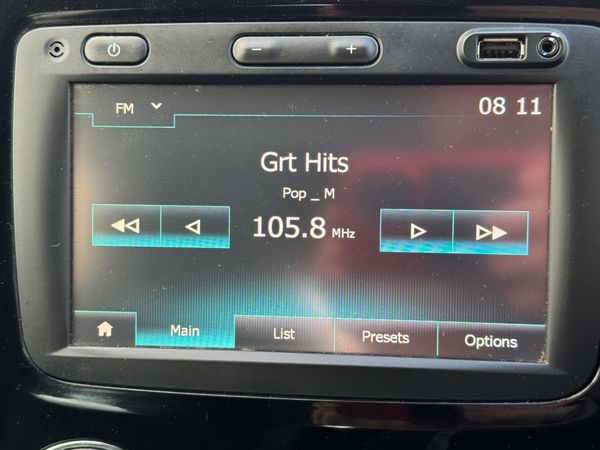 FM
08 11
Grt Hits
Pop _ M
105.8 MHz
Main
List
Presets
Options